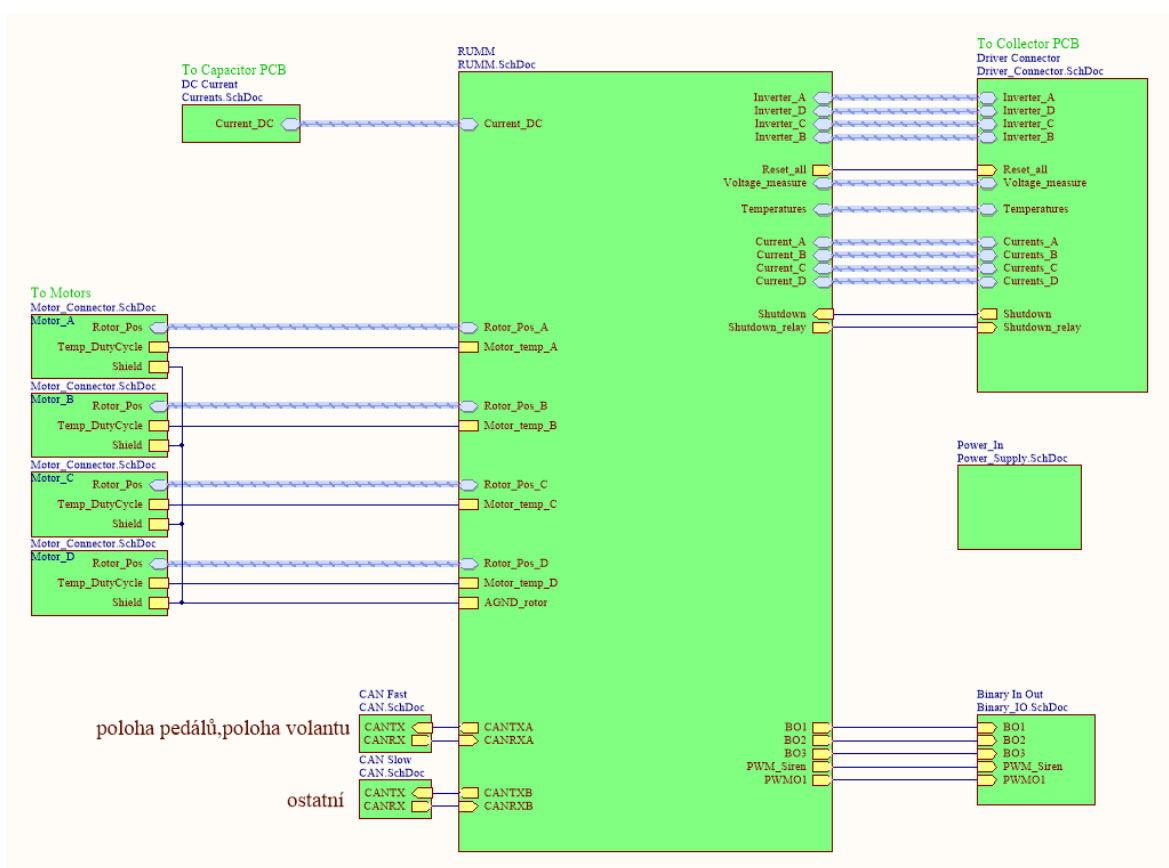 To Capacitor PCB
DC Current
Currents.SchDoc
Current_DC
To Motors
Motor_Connector.SchDoc
Motor_A
Rotor_Pos
Temp_DutyCycle
Shield
Motor_Connector.SchDoc
Motor_B
Rotor_Pos
Temp_DutyCycle
Shield
Motor_Connector.SchDoc
Motor_C
Rotor_Pos
Temp_DutyCycle
Shield
Motor_Connector.SchDoc
Motor_D
Rotor_Pos
Temp_DutyCycle
Shield
poloha pedálů,poloha volantu
CAN Fast
CAN.SchDoc
CANTX
CANRX
ostatní
CAN Slow
CAN.SchDoc
CANTX
CANRX
RUMM
RUMM.SchDoc
Current_DC
Rotor_Pos_A
Motor_temp_A
Rotor_Pos_B
Motor_temp_B
Rotor_Pos_C
Motor_temp_C
Rotor_Pos_D
Motor_temp_D
AGND_rotor
CANTXA
CANRXA
CANTXB
CANRXB
Inverter_A
Inverter_D
Inverter_C
Inverter_B
Reset_all
Voltage_measure
Temperatures
Current_A
Current_B
Current_C
Current_D
Shutdown
Shutdown_relay
BO1
BO2
BO3
PWM_Siren
PWMO1
To Collector PCB
Driver Connector
Driver_Connector.SchDoc
Inverter_A
Inverter_D
Inverter_C
Inverter_B
Reset_all
Voltage_measure
Temperatures
Currents_A
Currents_B
Currents_C
Currents_D
Shutdown
Shutdown_relay
Power_In
Power_Supply.SchDoc
Binary In Out
Binary_IO.SchDoc
BO1
BO2
BO3
PWM_Siren
PWMO1